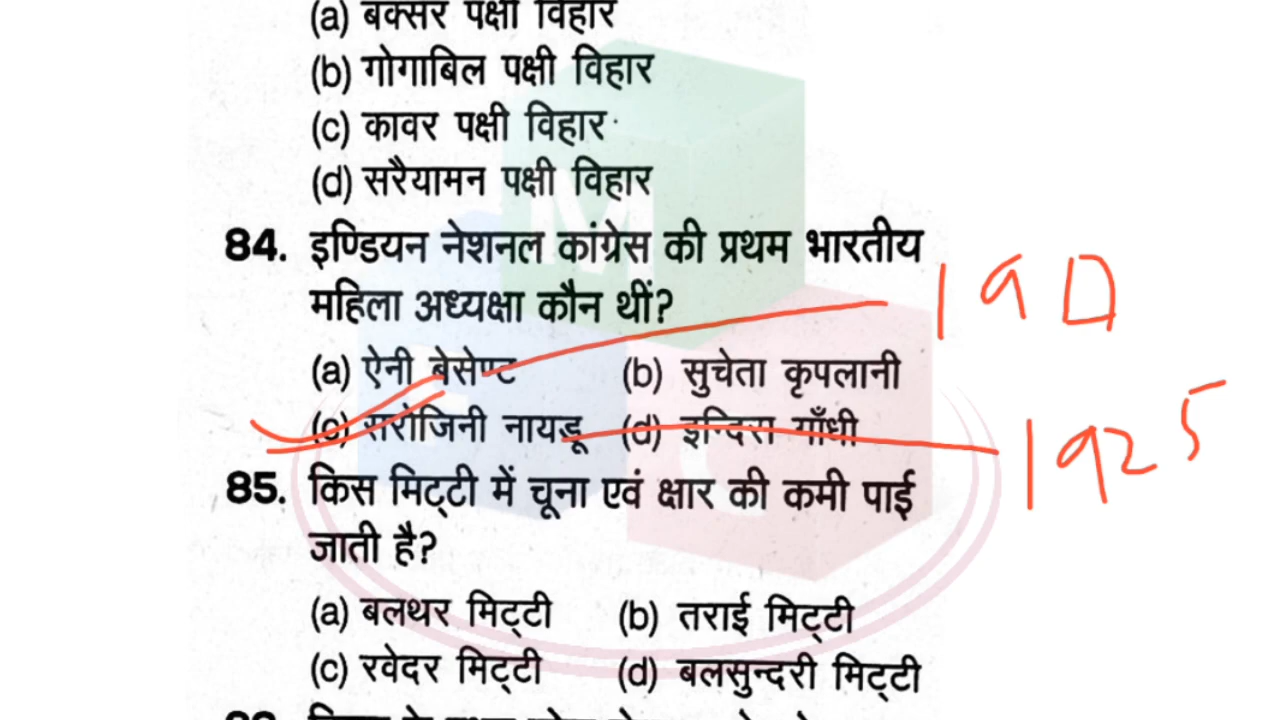 (a) बक्सर पक्षी विहार
(b) गोगाबिल पक्षी विहार
(c) कावर पक्षी विहार
(d) सरैयामन पक्षी विहार
84. इण्डियन नेशनल कांग्रेस की प्रथम भारतीय
महिला अध्यक्षा कौन थीं?
(a) ऐनी बेसेण्ट (b) सुचेता कृपलानी
(c) सरोजिनी नायडू (d) इन्दिरा गाँधी
1925
85. किस मिट्टी में चूना एवं क्षार की कमी पाई
जाती है?
(a) बलथर मिट्टी (b) तराई मिट्टी
(c) रवेदर मिट्टी (d) बलसुन्दरी मिट्टी